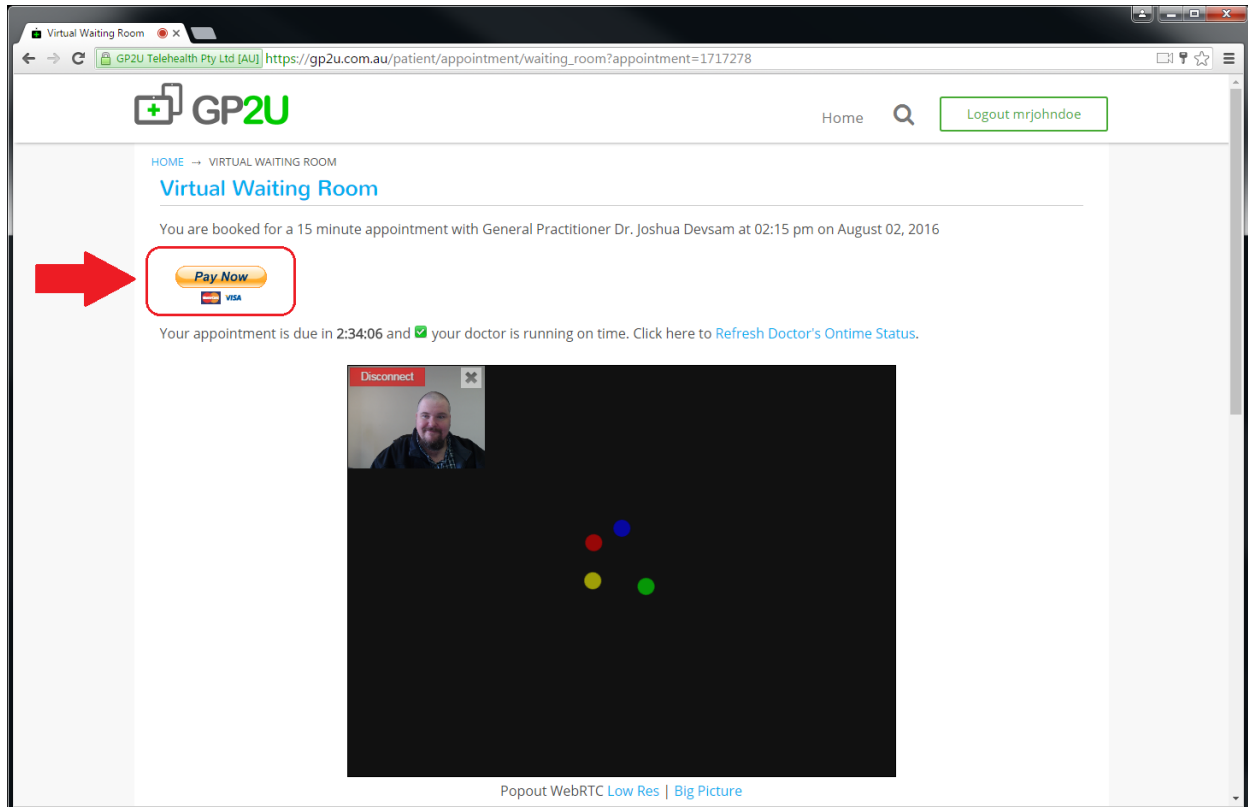 Virtual Waiting Room
GP2U Telehealth Pty Ltd [AU] https://gp2u.com.au/patient/appointment/waiting_room?appointment=1717278
GP2U
Home
Logout mrjohndoe
HOME → VIRTUAL WAITING ROOM
Virtual Waiting Room
You are booked for a 15 minute appointment with General Practitioner Dr. Joshua Devsam at 02:15 pm on August 02, 2016
Pay Now
MasterCard VISA
Your appointment is due in 2:34:06 and your doctor is running on time. Click here to Refresh Doctor's Ontime Status.
Disconnect
Popout WebRTC Low Res | Big Picture